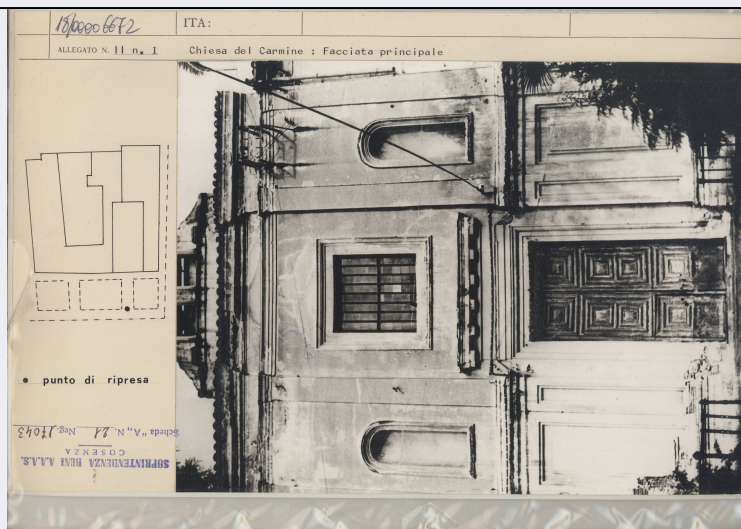 18/00006672
ITA:
ALLEGATO N. 11 n. 1
Chiesa del Carmine : Facciata principale
• punto di ripresa
SOPRINTENDENZA BENI A.A.A.S.
COSENZA
Scheda "A„ N. 21 Neg. 17043